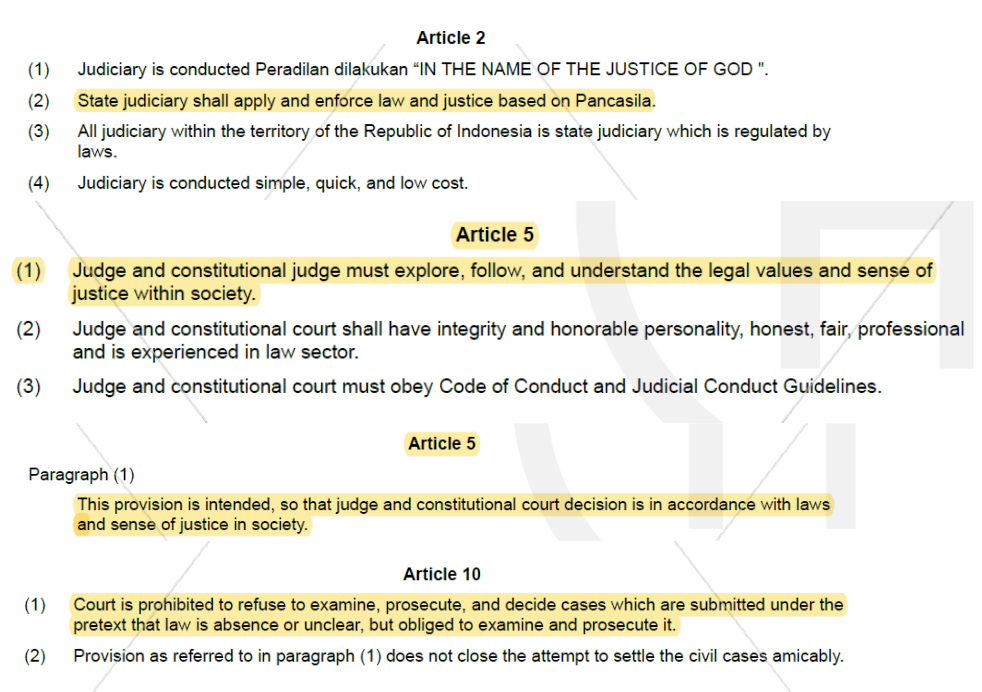 Article 2
(1) Judiciary is conducted Peradilan dilakukan “IN THE NAME OF THE JUSTICE OF GOD ".
(2) State judiciary shall apply and enforce law and justice based on Pancasila.
(3) All judiciary within the territory of the Republic of Indonesia is state judiciary which is regulated by
laws.
(4) Judiciary is conducted simple, quick, and low cost.
Article 5
(1) Judge and constitutional judge must explore, follow, and understand the legal values and sense of
justice within society.
(2) Judge and constitutional court shall have integrity and honorable personality, honest, fair, professional
and is experienced in law sector.
(3) Judge and constitutional court must obey Code of Conduct and Judicial Conduct Guidelines.
Article 5
Paragraph (1)
This provision is intended, so that judge and constitutional court decision is in accordance with laws
and sense of justice in society.
Article 10
(1) Court is prohibited to refuse to examine, prosecute, and decide cases which are submitted under the
pretext that law is absence or unclear, but obliged to examine and prosecute it.
(2) Provision as referred to in paragraph (1) does not close the attempt to settle the civil cases amicably.